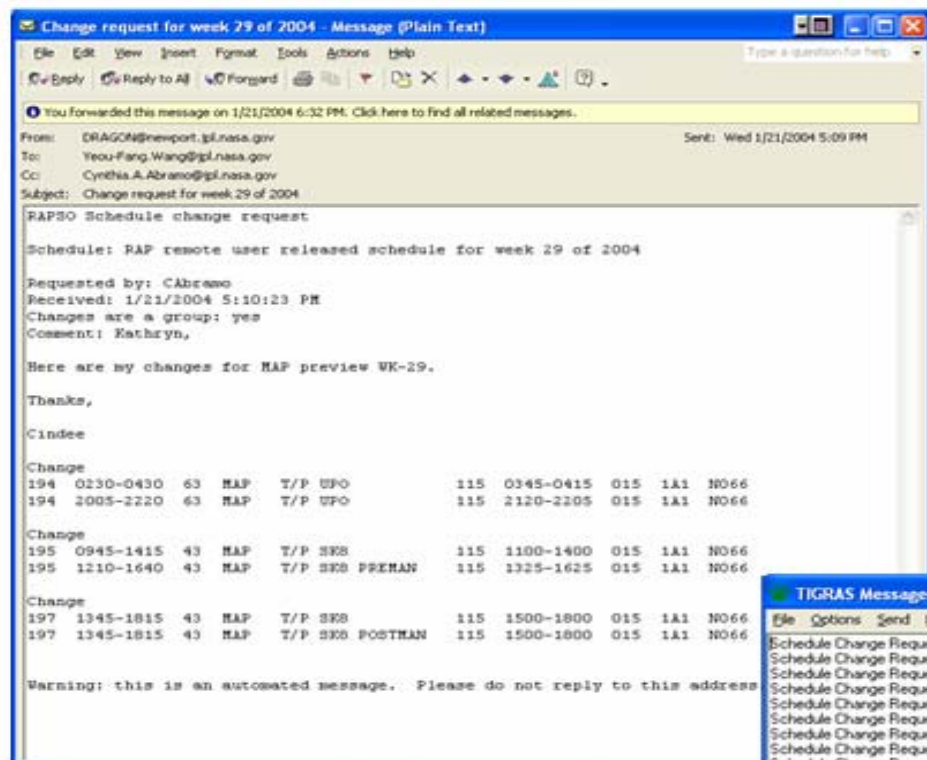 Change request for week 29 of 2004 - Message (Plain Text)
File Edit View Insert Format Tools Actions Help Type a question for help
Reply Reply to All Forward
You forwarded this message on 1/21/2004 6:32 PM. Click here to find all related messages.
From: DRAGON@newport.jpl.nasa.gov Sent: Wed 1/21/2004 5:09 PM
To: Yeou-Fang.Wang@jpl.nasa.gov
Cc: Cynthia.A.Abramo@jpl.nasa.gov
Subject: Change request for week 29 of 2004
RAPSO Schedule change request
Schedule: RAP remote user released schedule for week 29 of 2004
Requested by: CAbramo
Received: 1/21/2004 5:10:23 PM
Changes are a group: yes
Comment: Kathryn,
Here are my changes for MAP preview WK-29.
Thanks,
Cindee
Change
194 0230-0430 63 MAP T/P UPO 115 0345-0415 015 1A1 N066
194 2005-2220 63 MAP T/P UPO 115 2120-2205 015 1A1 N066
Change
195 0945-1415 43 MAP T/P SK8 115 1100-1400 015 1A1 N066
195 1210-1640 43 MAP T/P SK8 PREMAN 115 1325-1625 015 1A1 N066
Change
197 1345-1815 43 MAP T/P SK8 115 1500-1800 015 1A1 N066
197 1345-1815 43 MAP T/P SK8 POSTMAN 115 1500-1800 015 1A1 N066
Warning: this is an automated message. Please do not reply to this address
TIGRAS Message
File Options Send
Schedule Change Requ
Schedule Change Requ
Schedule Change Requ
Schedule Change Requ
Schedule Change Requ
Schedule Change Requ
Schedule Change Requ